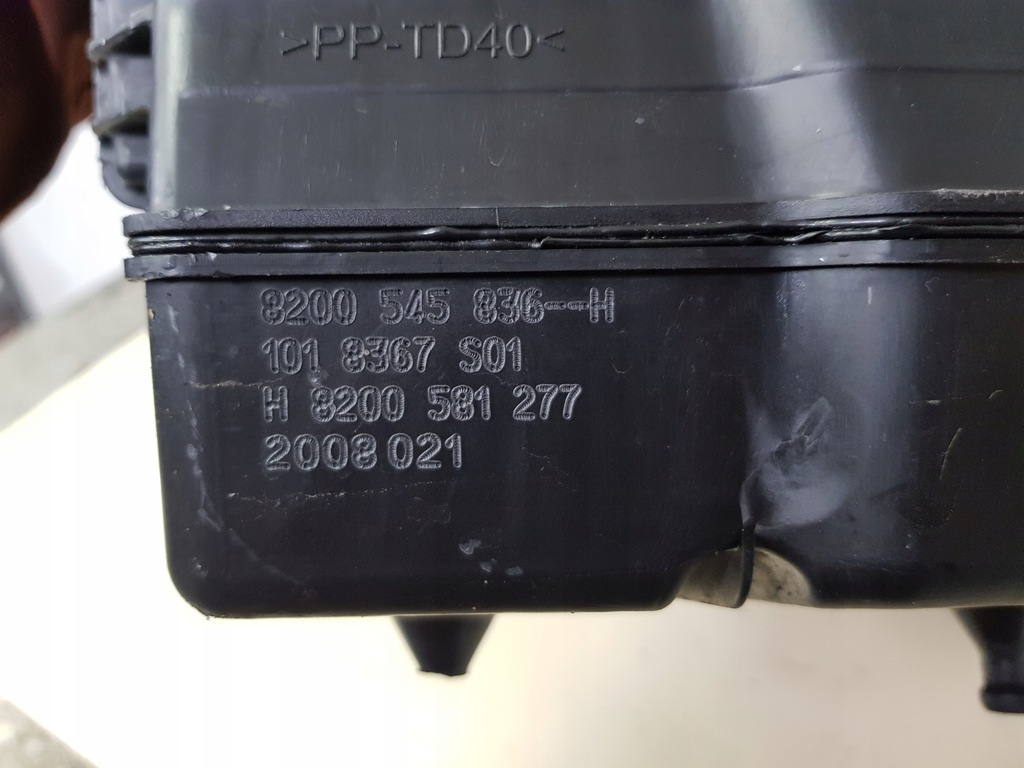 >PP-TD40<
8200 545 836--H
101 8367 S01
H 8200 581 277
2008 021